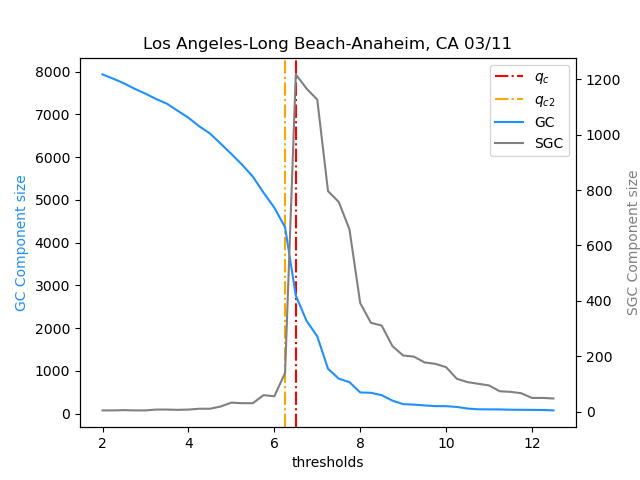 Los Angeles-Long Beach-Anaheim, CA 03/11
8000
7000
6000
5000
4000
3000
2000
1000
0
GC Component size
1200
1000
800
600
400
200
0
SGC Component size
q_c
q_c2
GC
SGC
2 4 6 8 10 12
thresholds